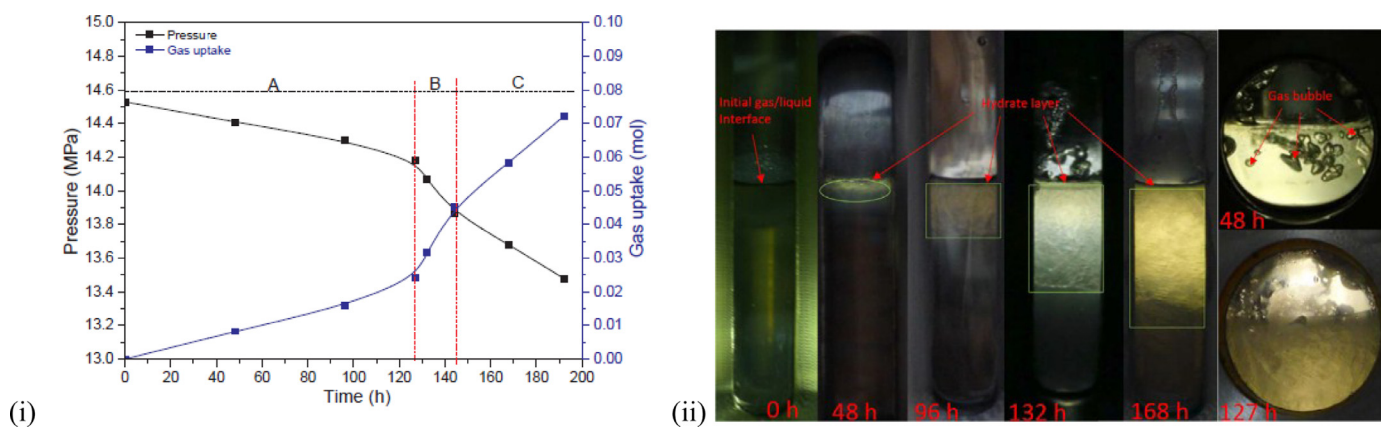 15.0
14.8
14.6
14.4
14.2
14.0
13.8
13.6
13.4
13.2
13.0
Pressure (MPa)
Pressure
Gas uptake
A
B
C
0
20
40
60
80
100
120
140
160
180
200
Time (h)
0.10
0.09
0.08
0.07
0.06
0.05
0.04
0.03
0.02
0.01
0.00
Gas uptake (mol)
(i)
Initial gas/liquid
Interface
Hydrate layer
Gas bubble
0 h
48 h
96 h
132 h
168 h
48 h
127 h
(ii)